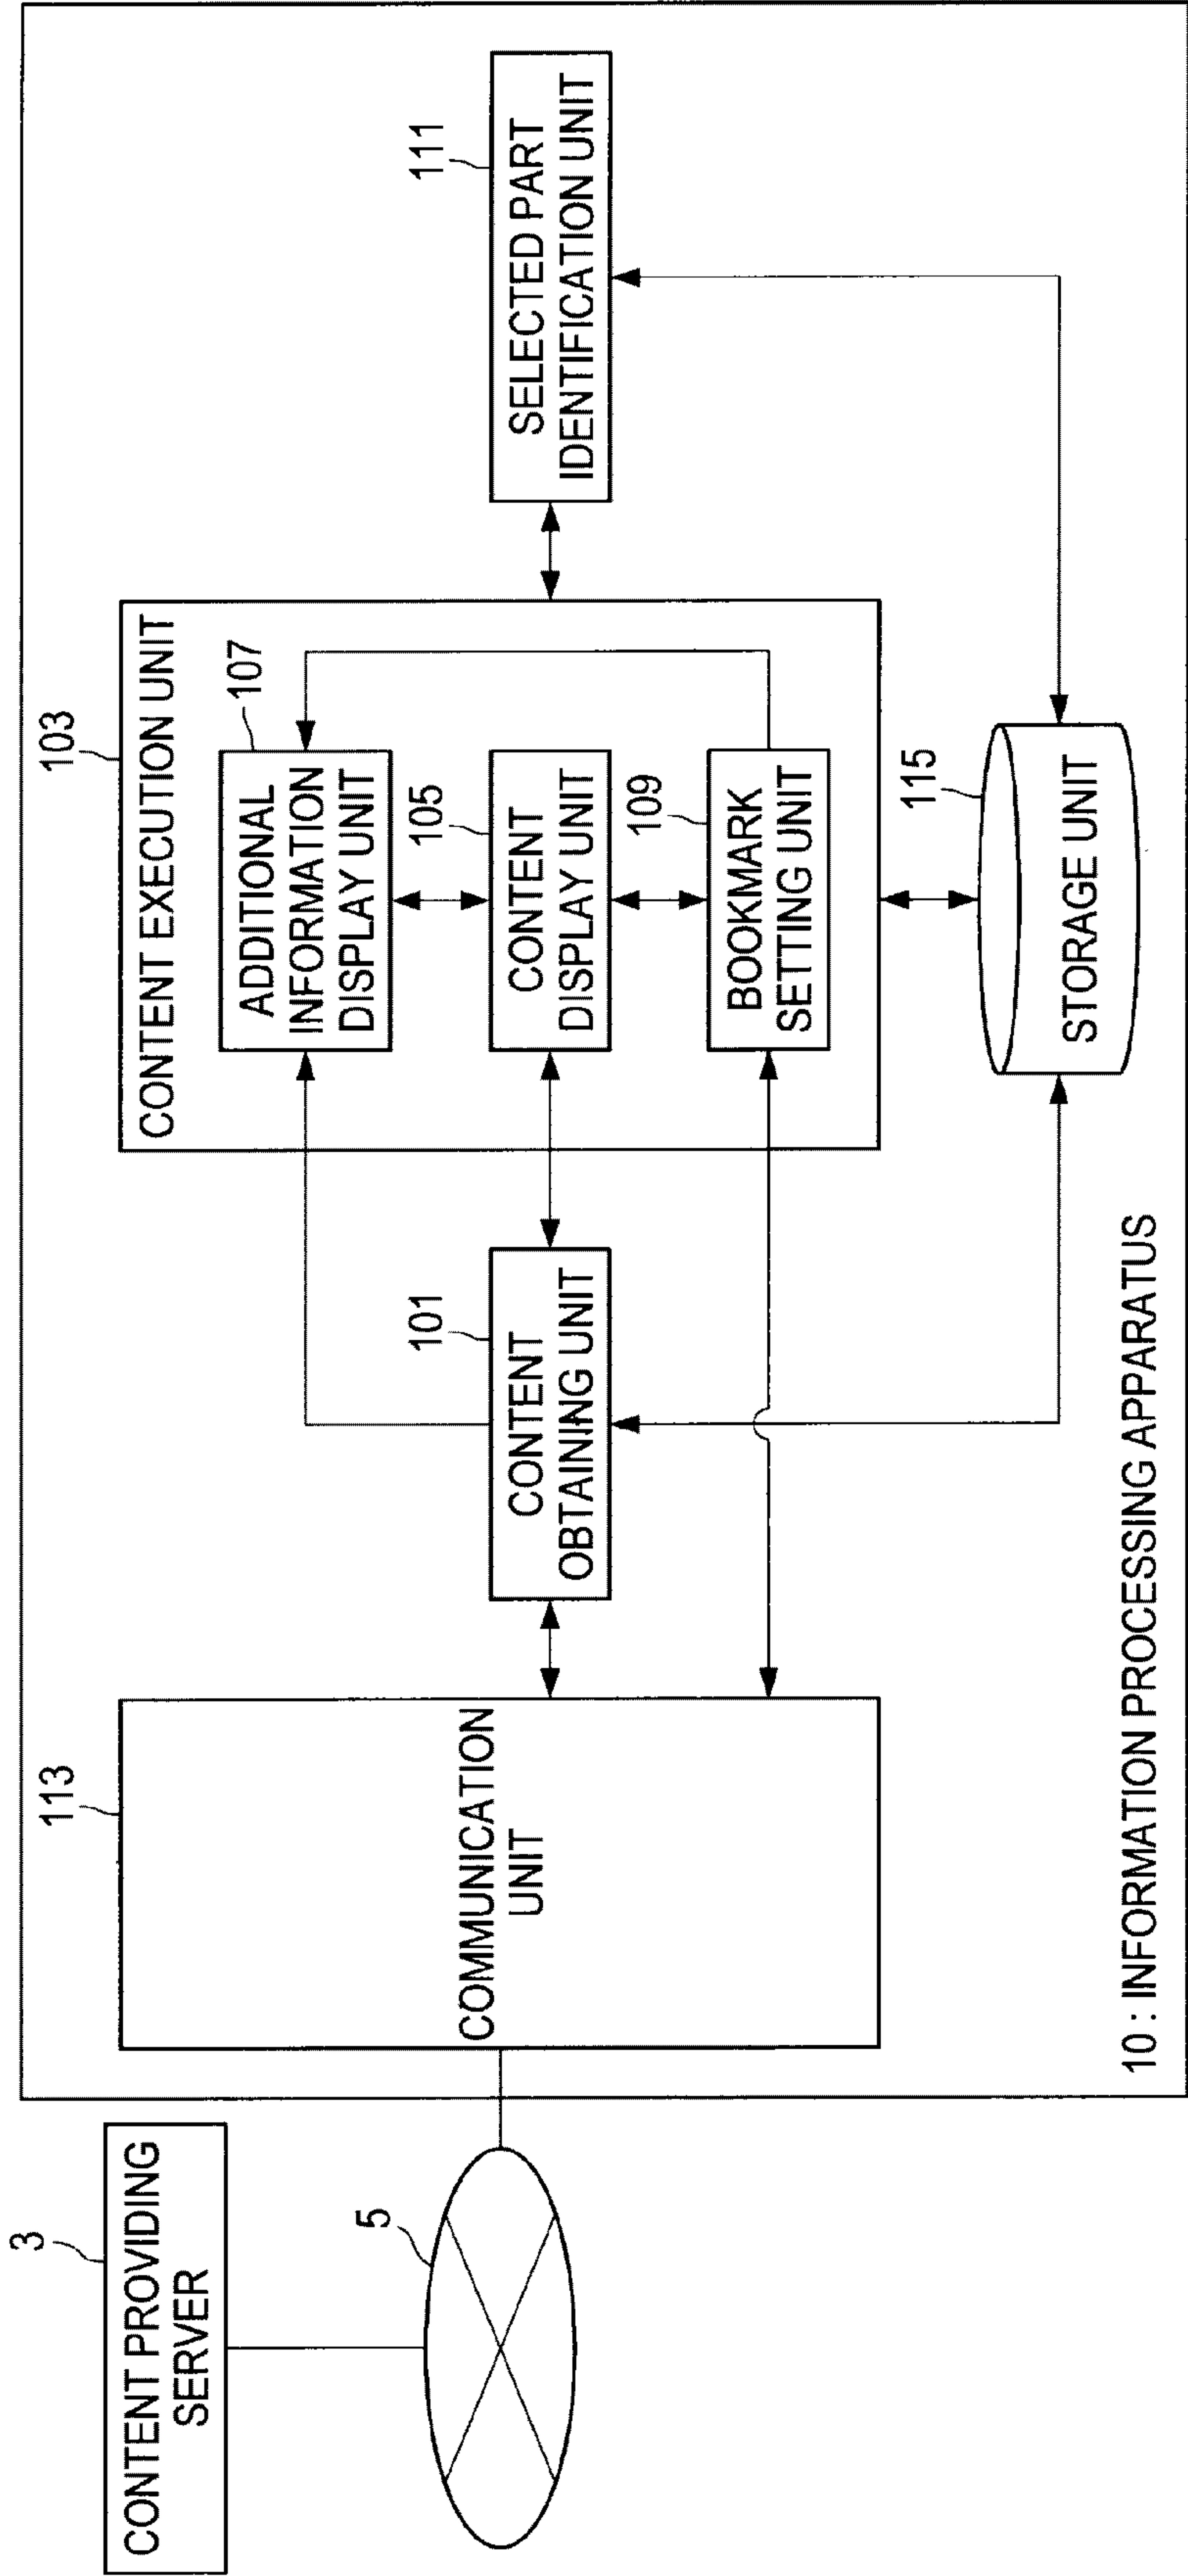 3
CONTENT PROVIDING
SERVER
5
113
COMMUNICATION
UNIT
101
CONTENT
OBTAINING UNIT
103
CONTENT EXECUTION UNIT
107
ADDITIONAL
INFORMATION
DISPLAY UNIT
105
CONTENT
DISPLAY UNIT
109
BOOKMARK
SETTING UNIT
111
SELECTED PART
IDENTIFICATION UNIT
115
STORAGE UNIT
10 : INFORMATION PROCESSING APPARATUS